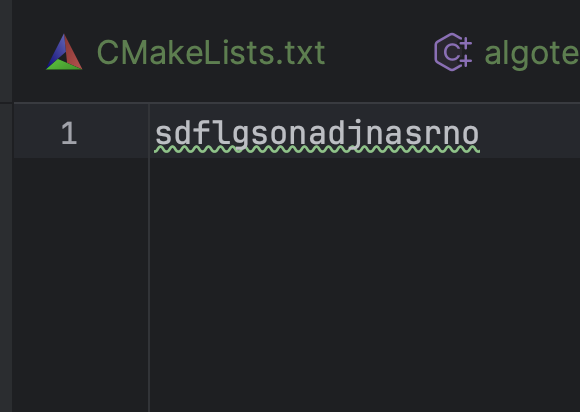 CMakeLists.txt
algote
1
sdflgsonadjnasrno